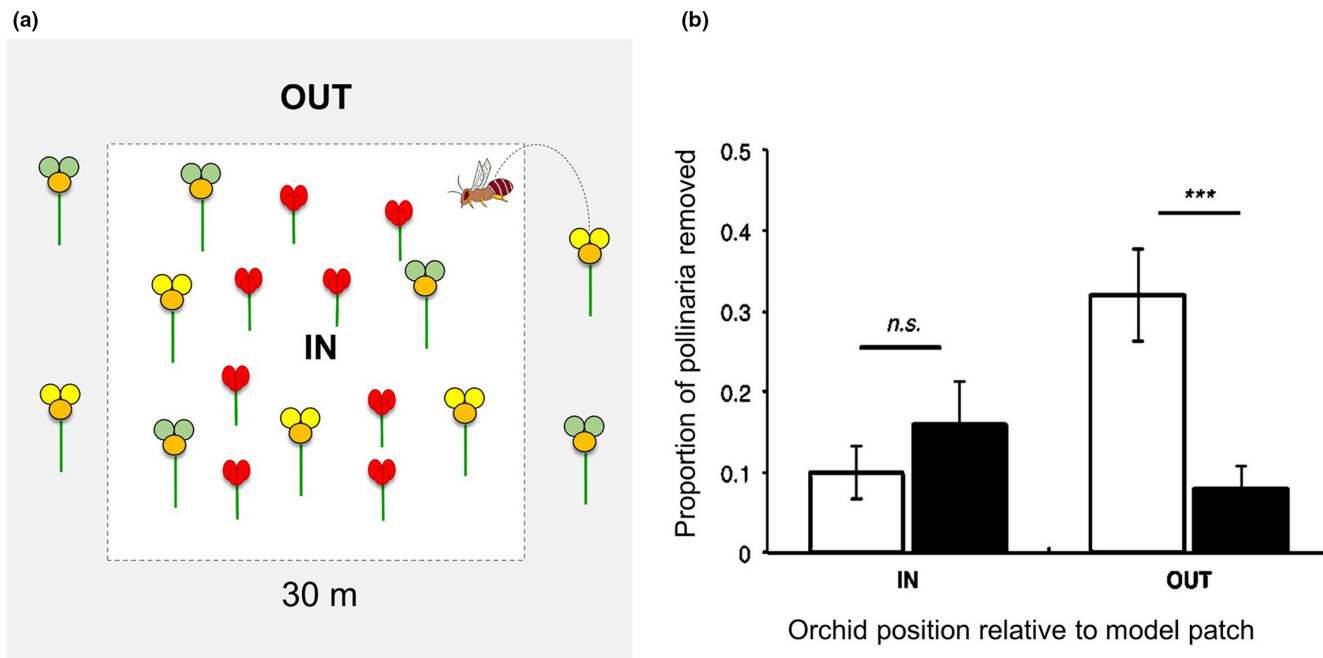 (a)
OUT
IN
30 m
(b)
Proportion of pollinaria removed
0.5
0.4
0.3
0.2
0.1
0
n.s.
***
IN
OUT
Orchid position relative to model patch